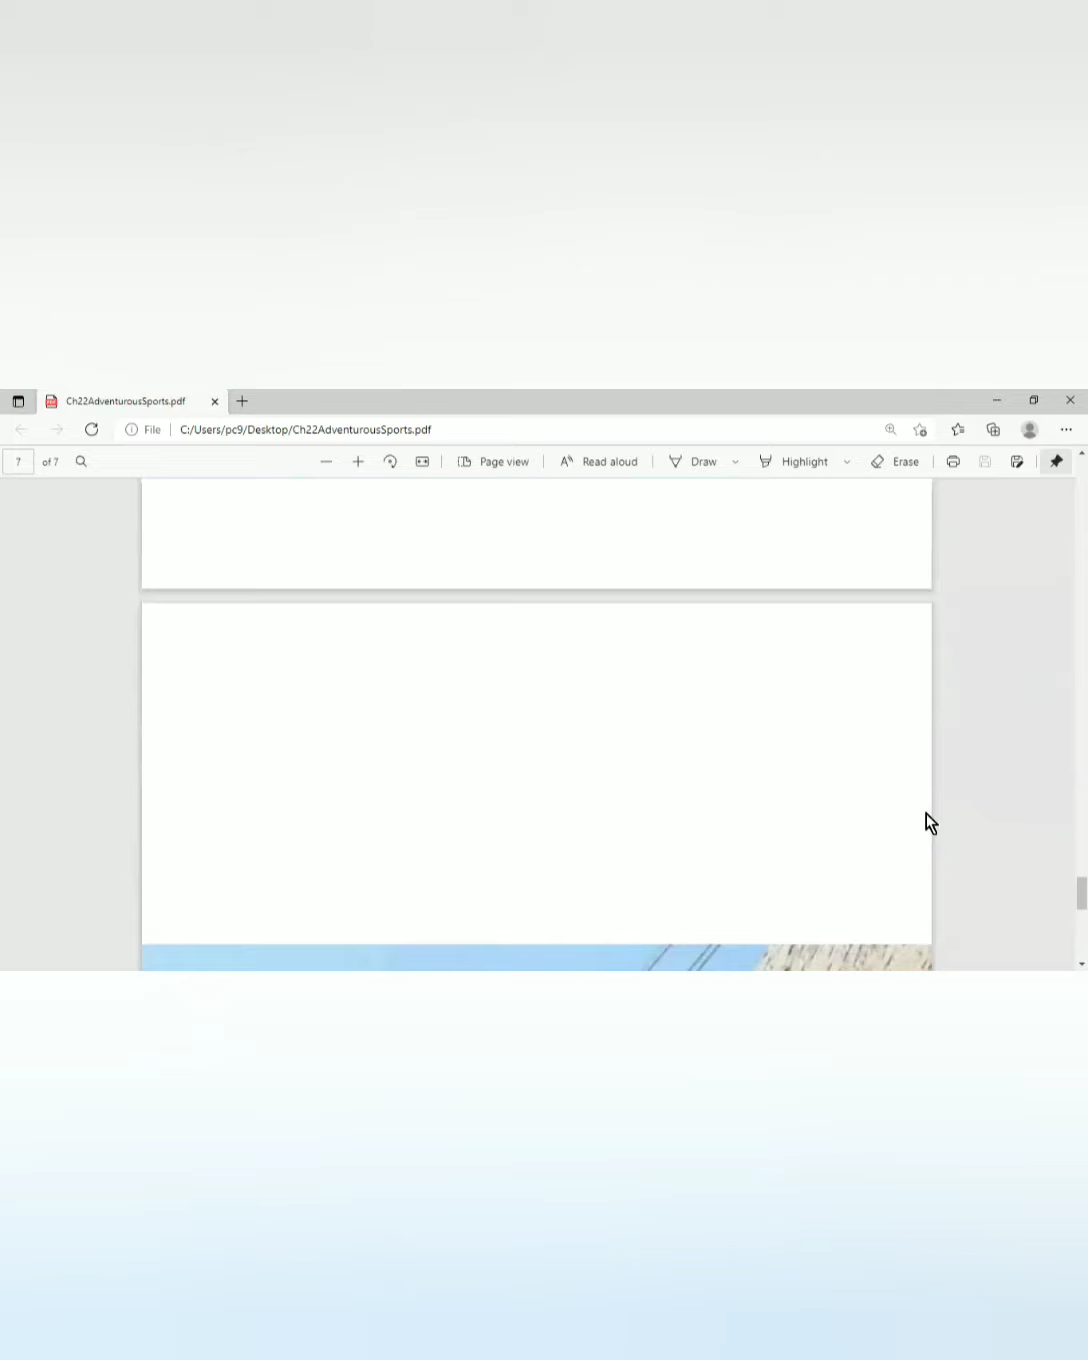 Ch22AdventurousSports.pdf
File C:/Users/pc9/Desktop/Ch22AdventurousSports.pdf
7 of 7 Page view Read aloud Draw Highlight Erase